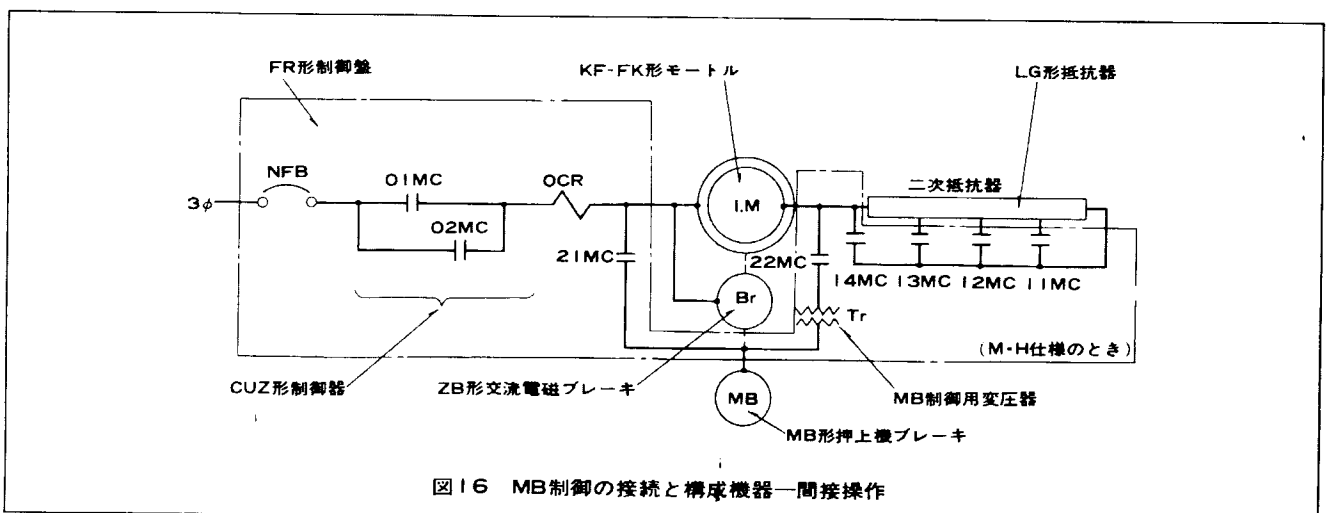 FR形制御盤
KF-FK形モートル
LG形抵抗器
NFB
01MC
OCR
二次抵抗器
3φ
I.M
02MC
21MC
22MC
14MC 13MC 12MC 11MC
Br
Tr
(M・H仕様のとき)
CUZ形制御器
ZB形交流電磁ブレーキ
MB制御用変圧器
MB
MB形押上機ブレーキ
図16 MB制御の接続と構成機器―間接操作